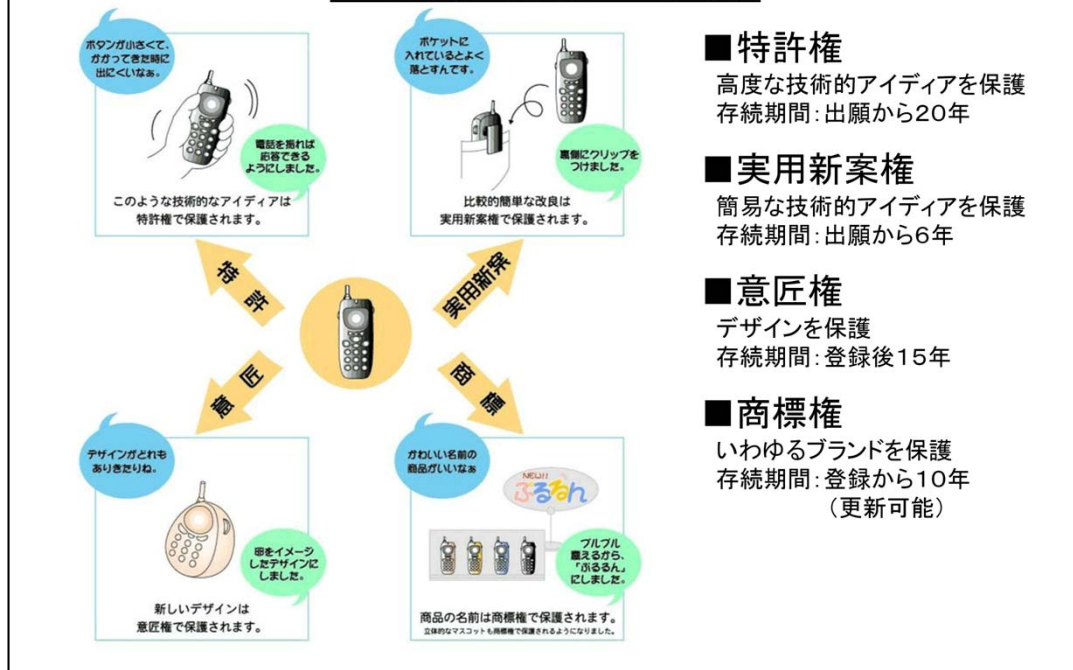 ボタンが小さくて、
かかってきた時に
出にくいなぁ。
電話を振れば
応答できる
ようにしました。
このような技術的なアイディアは
特許権で保護されます。
ポケットに
入れているとよく
落とすんです。
裏側にクリップを
つけました。
比較的簡単な改良は
実用新案権で保護されます。
特許
実用新案
意匠
商標
デザインがどれも
ありきたりね。
卵をイメージ
したデザインに
しました。
新しいデザインは
意匠権で保護されます。
かわいい名前の
商品がいいなぁ
NEW!!
ぷるるん
ブルブル
震えるから、
「ぷるるん」
にしました。
商品の名前は商標権で保護されます。
立体的なマスコットも商標権で保護されるようになりました。
■特許権
高度な技術的アイディアを保護
存続期間：出願から20年
■実用新案権
簡易な技術的アイディアを保護
存続期間：出願から6年
■意匠権
デザインを保護
存続期間：登録後15年
■商標権
いわゆるブランドを保護
存続期間：登録から10年
（更新可能）